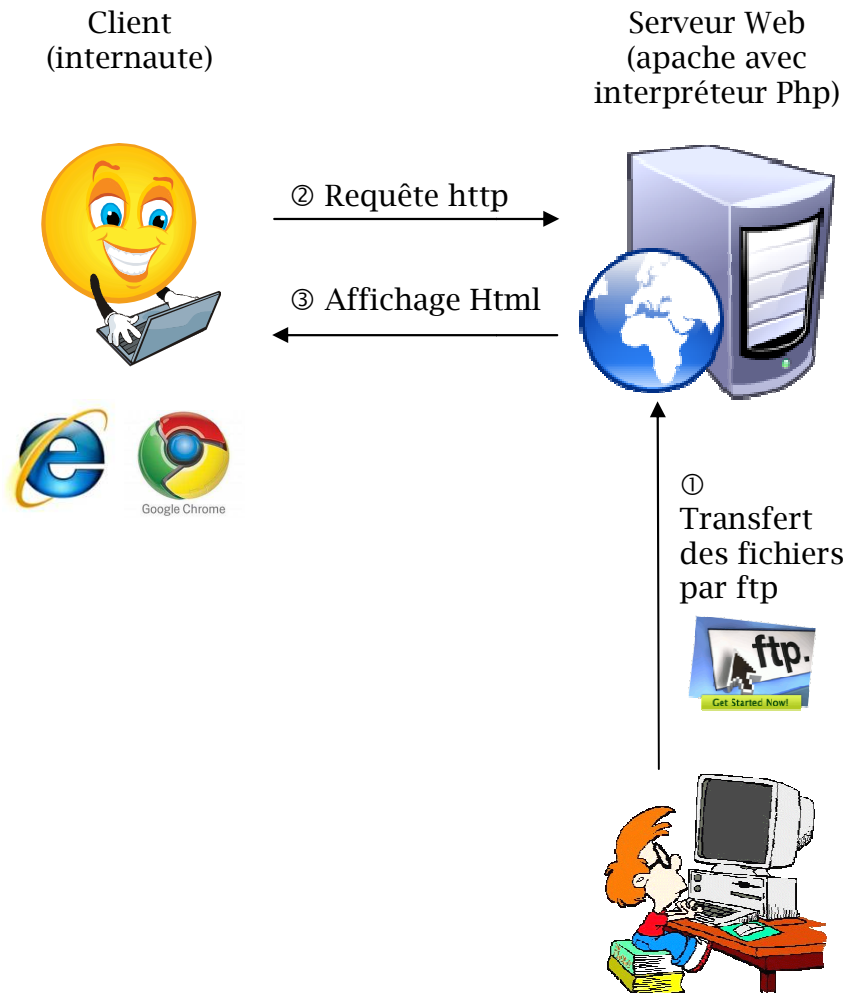 Client
(internaute)
Serveur Web
(apache avec
interpréteur Php)
② Requête http
③ Affichage Html
Google Chrome
①
Transfert
des fichiers
par ftp
ftp.
Get Started Now!